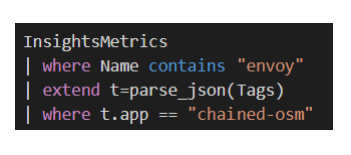 InsightsMetrics
| where Name contains "envoy"
| extend t=parse_json(Tags)
| where t.app == "chained-osm"